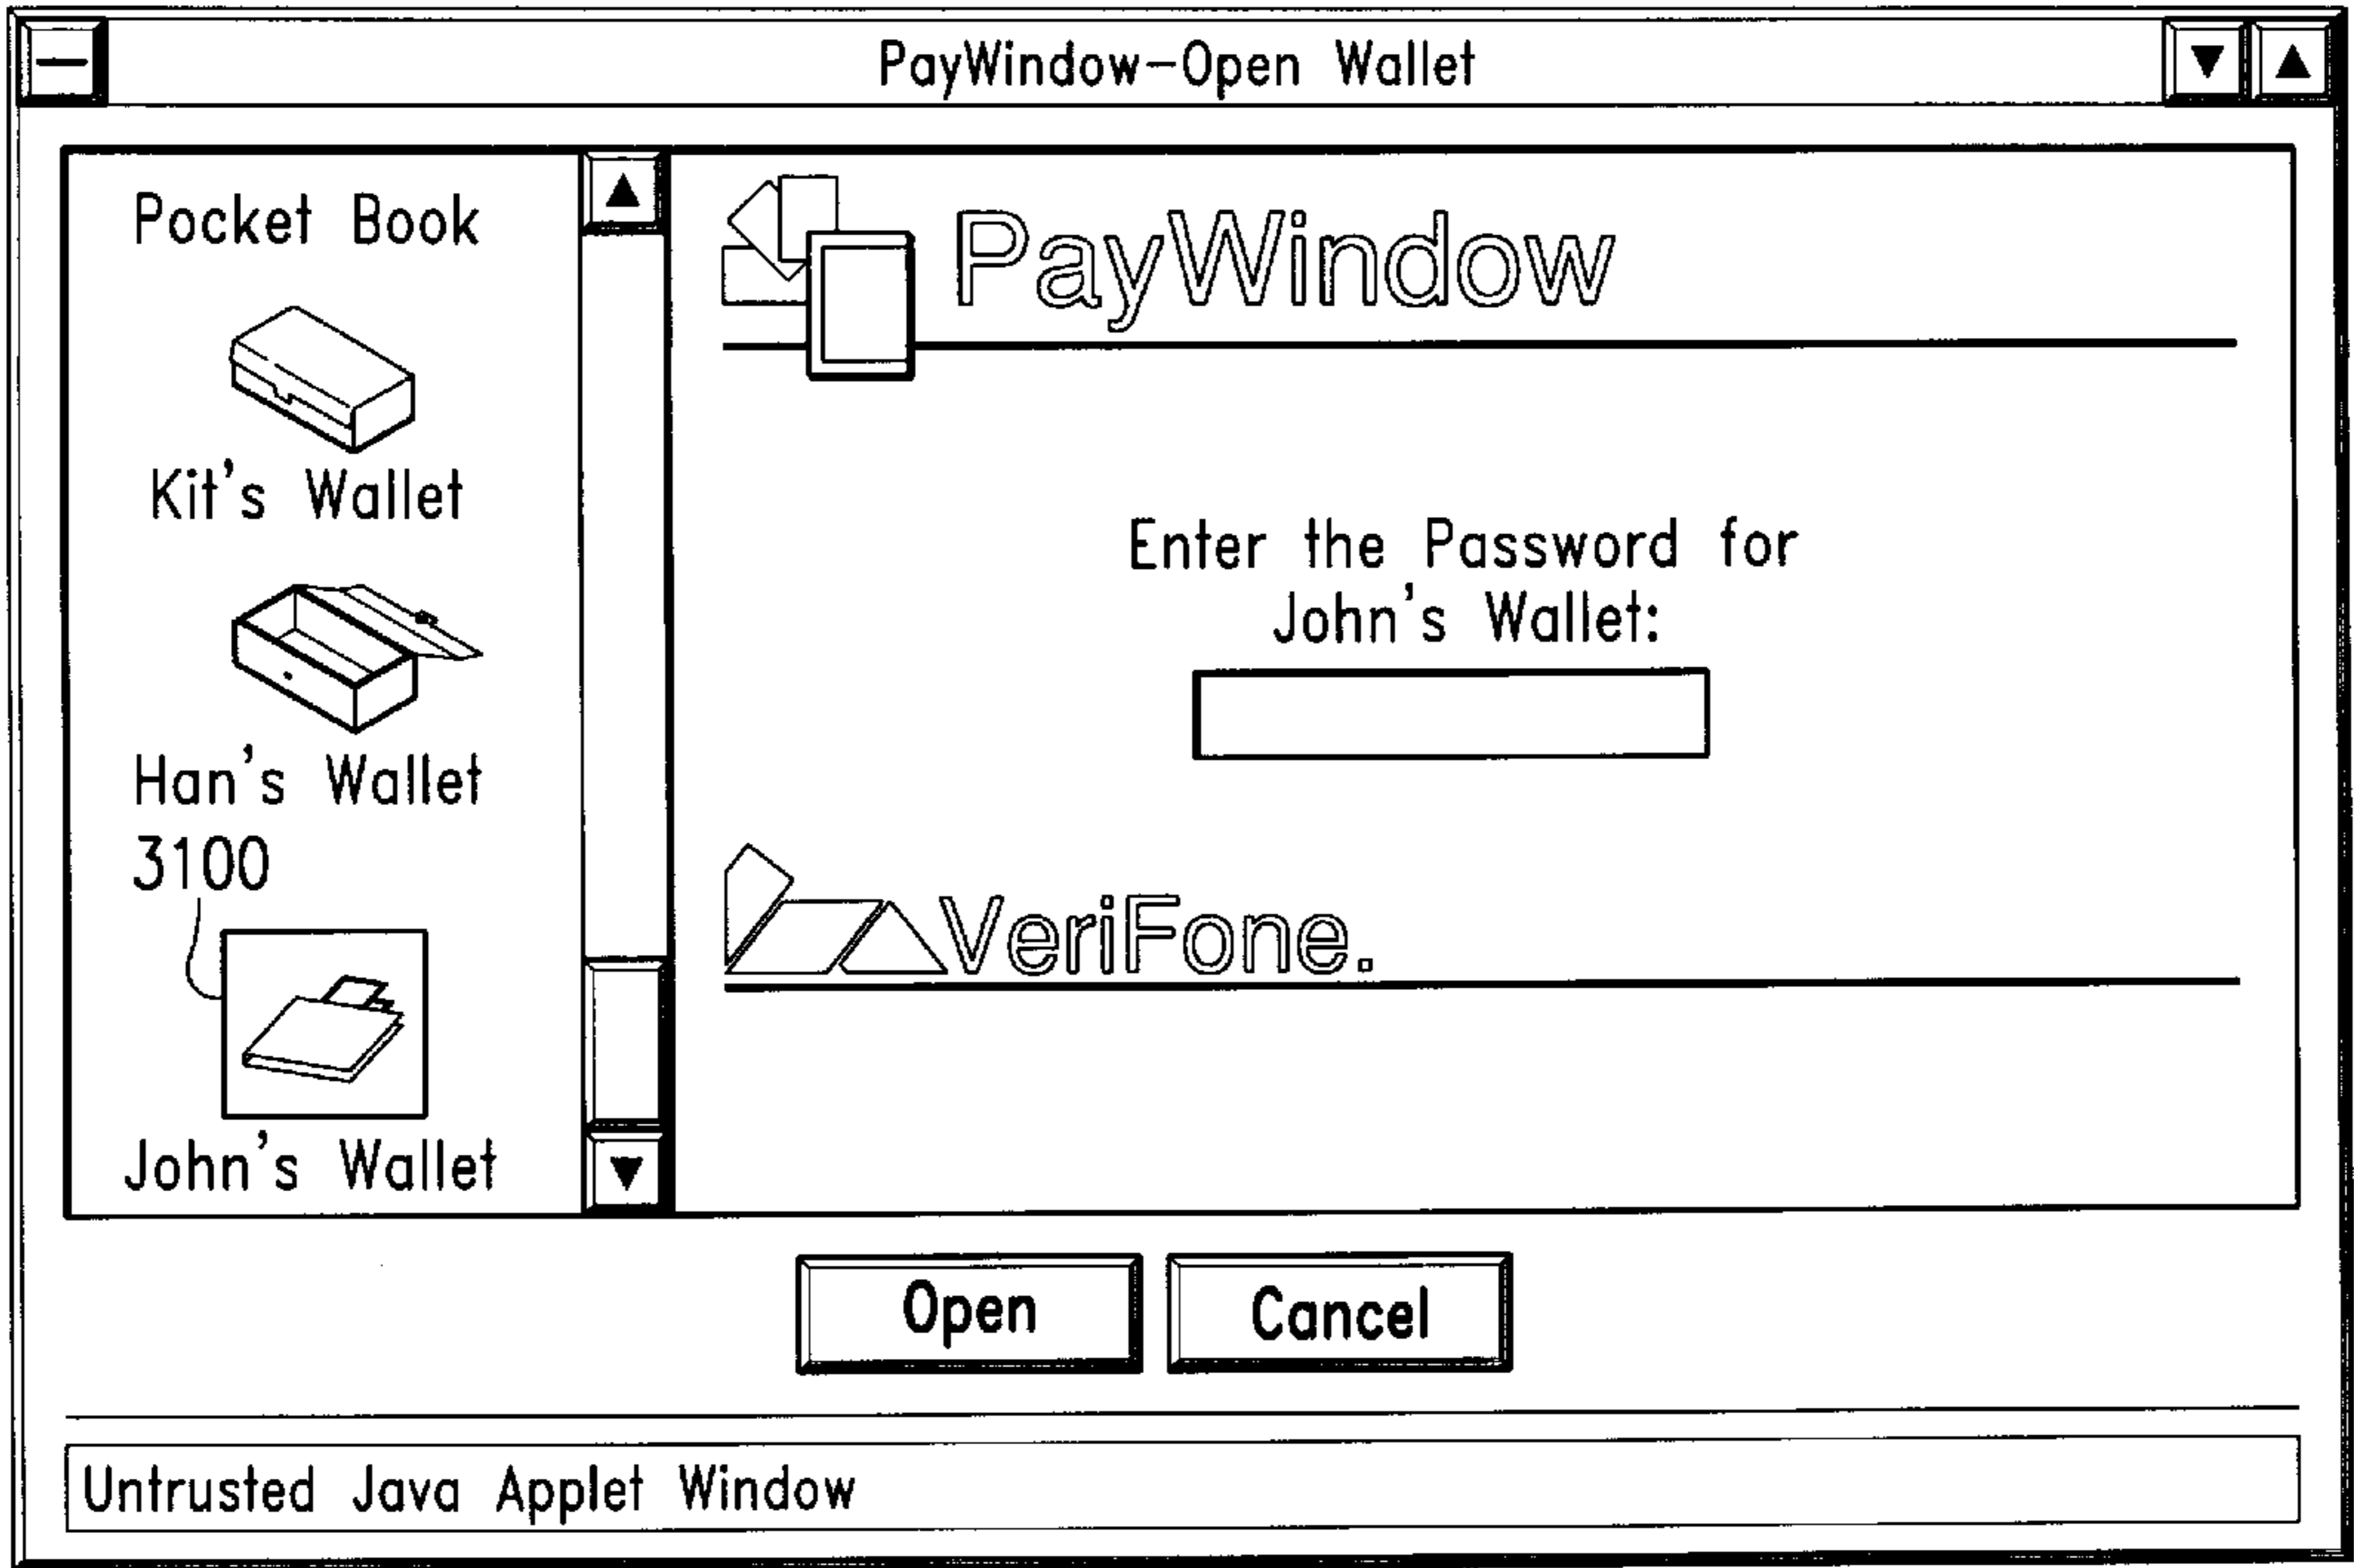 PayWindow-Open Wallet
Pocket Book
Kit's Wallet
Han's Wallet
3100
John's Wallet
PayWindow
Enter the Password for
John's Wallet:
VeriFone.
Open
Cancel
Untrusted Java Applet Window